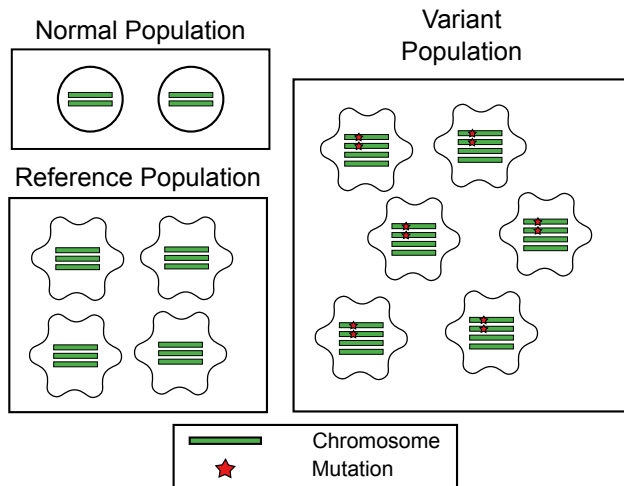 Normal Population
Variant
Population
Reference Population
Chromosome
Mutation